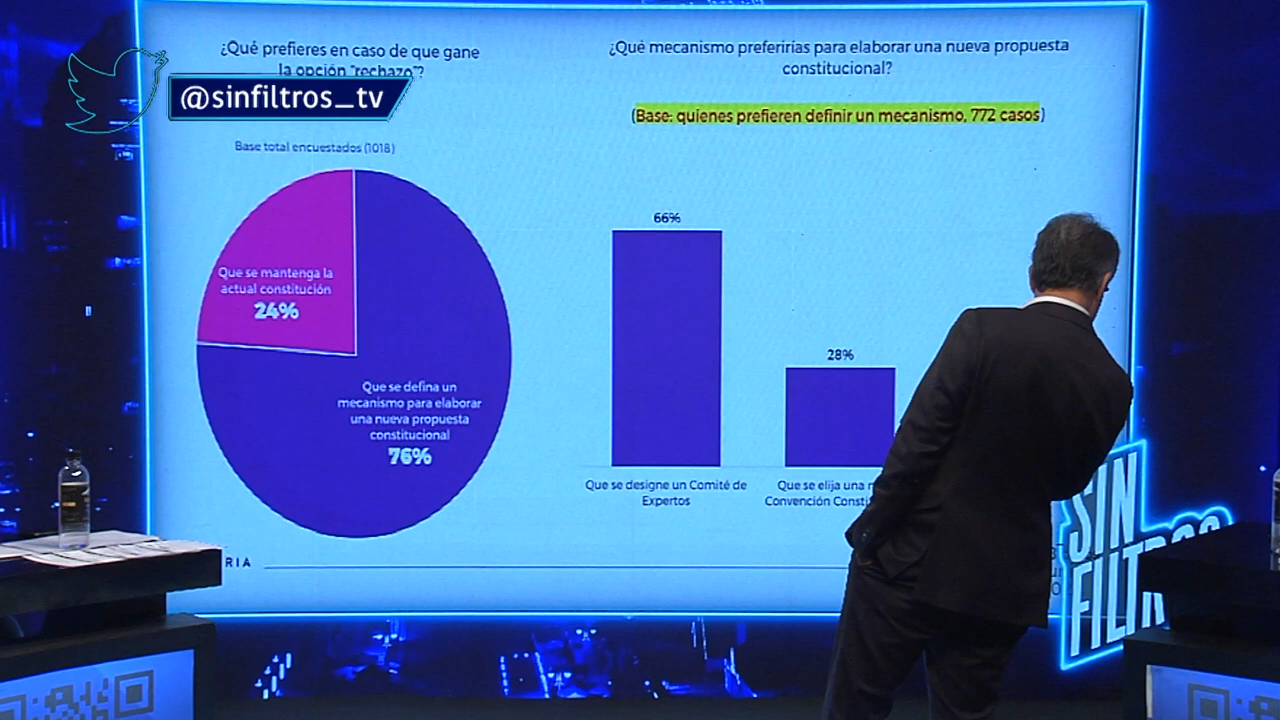 ¿Qué prefieres en caso de que gane
la opción "rechazo"?
@sinfiltros_tv
Base total encuestados (1018)
Que se mantenga la
actual constitución
24%
Que se defina un
mecanismo para elaborar
una nueva propuesta
constitucional
76%
¿Qué mecanismo preferirias para elaborar una nueva propuesta
constitucional?
(Base: quienes prefieren definir un mecanismo, 772 casos)
66%
28%
Que se designe un Comité de
Expertos
Que se elija una
Convención
RIA
SIN
FILTROS